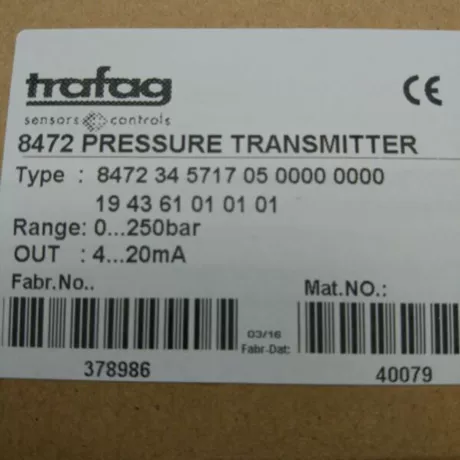 trafag
sensors controls
CE
8472 PRESSURE TRANSMITTER
Type : 8472 34 5717 05 0000 0000
19 43 61 01 01 01
Range: 0...250bar
OUT : 4...20mA
Fabr.No..
Mat.NO.:
03/16
Fabr-Dat:
378986
40079